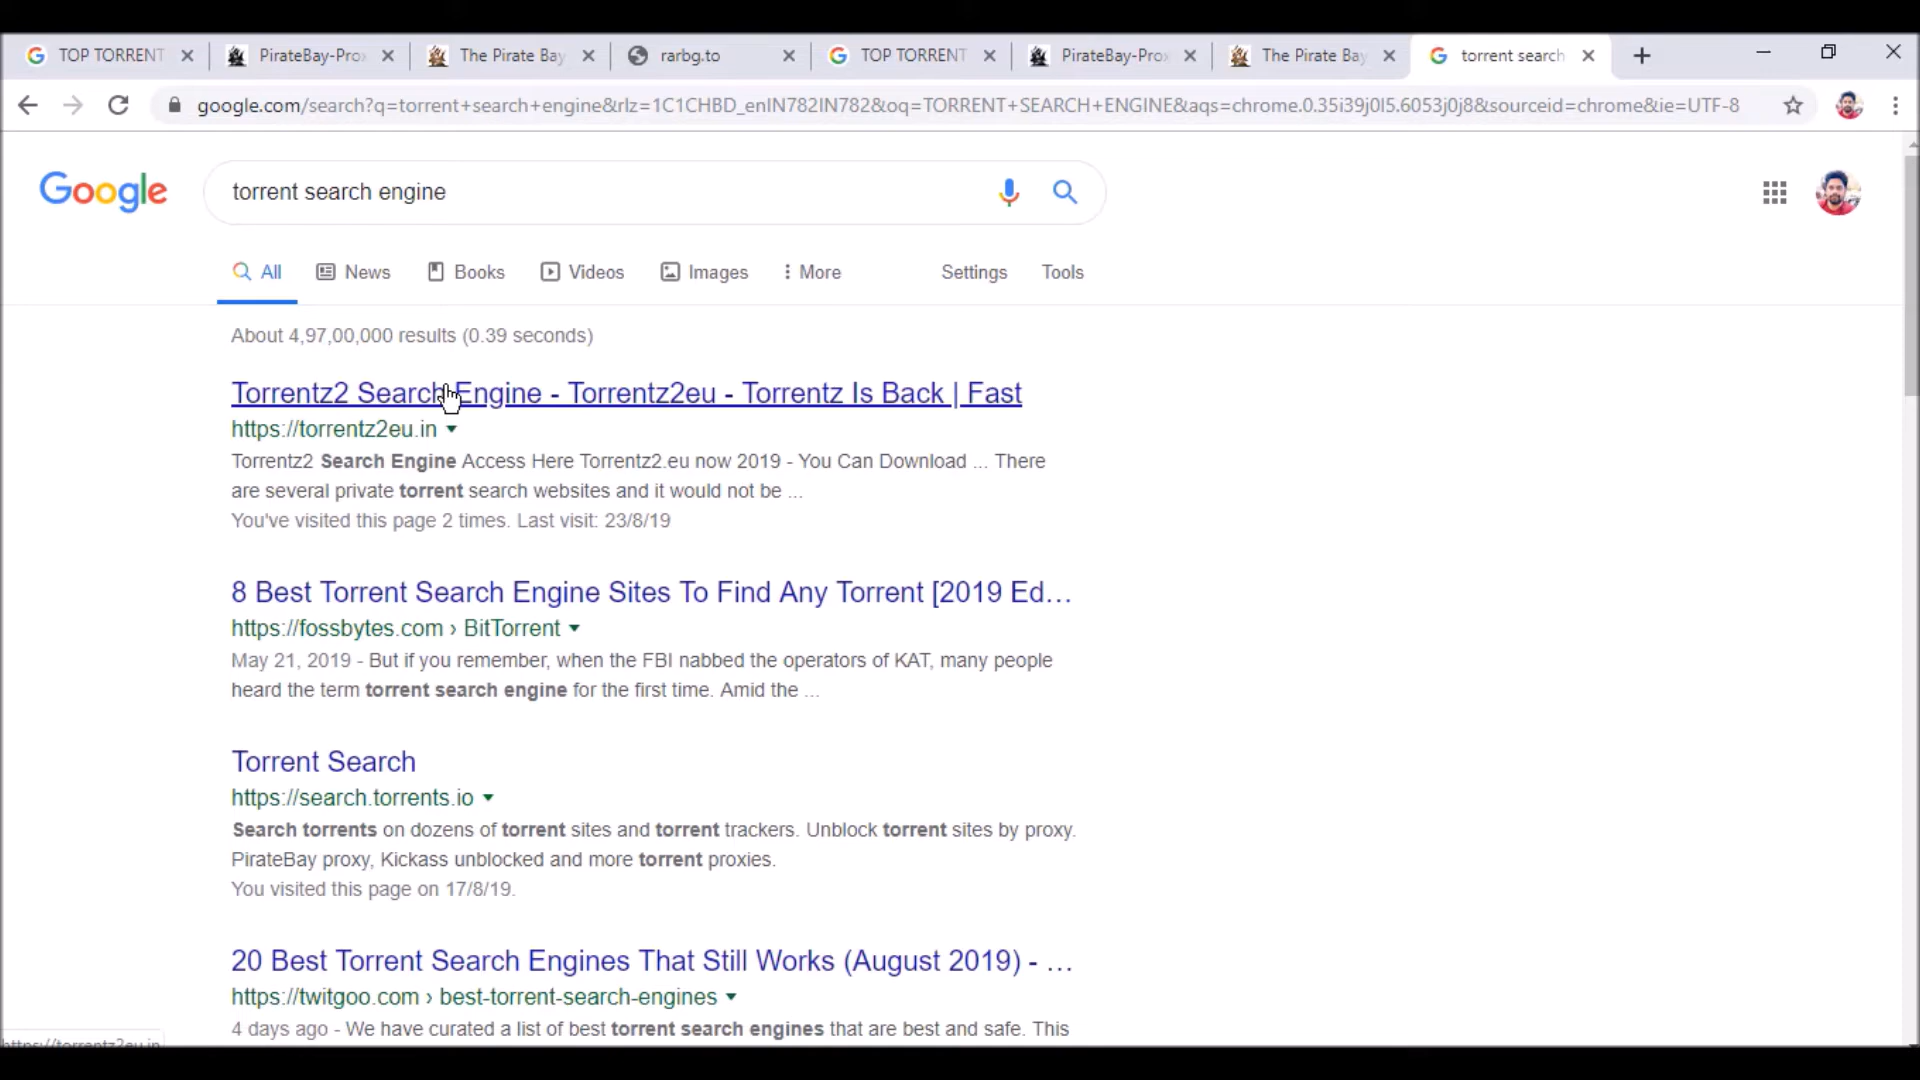 TOP TORRENT PirateBay-Prox The Pirate Bay rarbg.to TOP TORRENT PirateBay-Prox The Pirate Bay torrent search
google.com/search?q=torrent+search+engine&rlz=1C1CHBD_enIN782IN782&oq=TORRENT+SEARCH+ENGINE&aqs=chrome.0.35i39j0l5.6053j0j8&sourceid=chrome&ie=UTF-8
Google torrent search engine
All News Books Videos Images More Settings Tools
About 4,97,00,000 results (0.39 seconds)
Torrentz2 Search Engine - Torrentz2eu - Torrentz Is Back | Fast
https://torrentz2eu.in
Torrentz2 Search Engine Access Here Torrentz2.eu now 2019 - You Can Download ... There
are several private torrent search websites and it would not be ...
You've visited this page 2 times. Last visit: 23/8/19
8 Best Torrent Search Engine Sites To Find Any Torrent [2019 Ed...
https://fossbytes.com › BitTorrent
May 21, 2019 - But if you remember, when the FBI nabbed the operators of KAT, many people
heard the term torrent search engine for the first time. Amid the ...
Torrent Search
https://search.torrents.io
Search torrents on dozens of torrent sites and torrent trackers. Unblock torrent sites by proxy.
PirateBay proxy, Kickass unblocked and more torrent proxies.
You visited this page on 17/8/19.
20 Best Torrent Search Engines That Still Works (August 2019) - ...
https://twitgoo.com › best-torrent-search-engines
4 days ago - We have curated a list of best torrent search engines that are best and safe. This
https://torrentz2eu.in